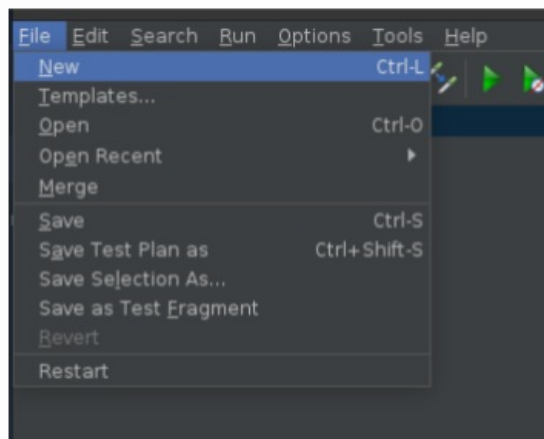 File Edit Search Run Options Tools Help
New Ctrl-L
Templates...
Open Ctrl-O
Open Recent
Merge
Save Ctrl-S
Save Test Plan as Ctrl+Shift-S
Save Selection As...
Save as Test Fragment
Revert
Restart